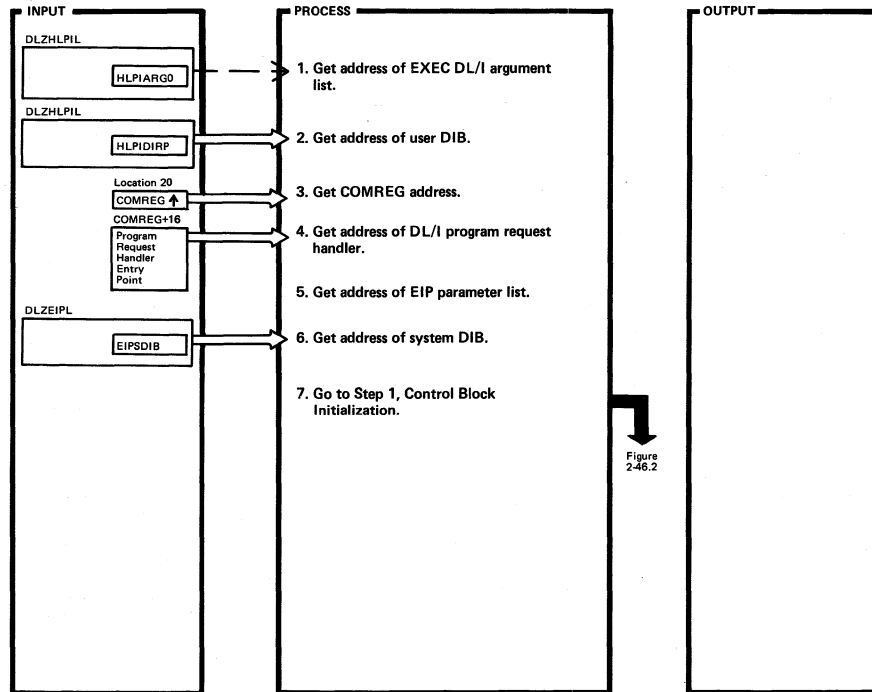 INPUT
DLZHLPIL
HLPIARG0
DLZHLPIL
HLPIDIRP
Location 20
COMREG ↑
COMREG+16
Program
Request
Handler
Entry
Point
DLZEIPL
EIPSDIB
PROCESS
1. Get address of EXEC DL/I argument
list.
2. Get address of user DIB.
3. Get COMREG address.
4. Get address of DL/I program request
handler.
5. Get address of EIP parameter list.
6. Get address of system DIB.
7. Go to Step 1, Control Block
Initialization.
Figure
2-46.2
OUTPUT